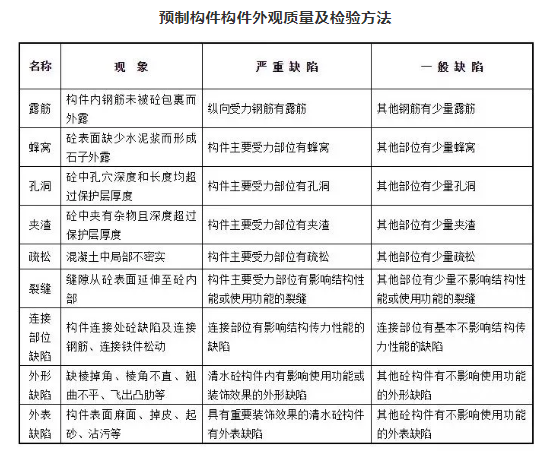 预制构件构件外观质量及检验方法
名称 现 象 严 重 缺 陷 一 般 缺 陷
露筋 构件内钢筋未被砼包裹而外露 纵向受力钢筋有露筋 其他钢筋有少量露筋
蜂窝 砼表面缺少水泥浆而形成石子外露 构件主要受力部位有蜂窝 其他部位有少量蜂窝
孔洞 砼中孔穴深度和长度均超过保护层厚度 构件主要受力部位有孔洞 其他部位有少量孔洞
夹渣 砼中夹有杂物且深度超过保护层厚度 构件主要受力部位有夹渣 其他部位有少量夹渣
疏松 混凝土中局部不密实 构件主要受力部位有疏松 其他部位有少量疏松
裂缝 缝隙从砼表面延伸至砼内部 构件主要受力部位有影响结构性能或使用功能的裂缝 其他部位有少量不影响结构性能或使用功能的裂缝
连接部位缺陷 构件连接处砼缺陷及连接钢筋、连接铁件松动 连接部位有影响结构传力性能的缺陷 连接部位有基本不影响结构传力性能的缺陷
外形缺陷 缺棱掉角、棱角不直、翘曲不平、飞出凸肋等 清水砼构件内有影响使用功能或装饰效果的外形缺陷 其他砼构件有不影响使用功能的外形缺陷
外表缺陷 构件表面麻面、掉皮、起砂、沾污等 具有重要装饰效果的清水砼构件有外表缺陷 其他砼构件有不影响使用功能的外表缺陷